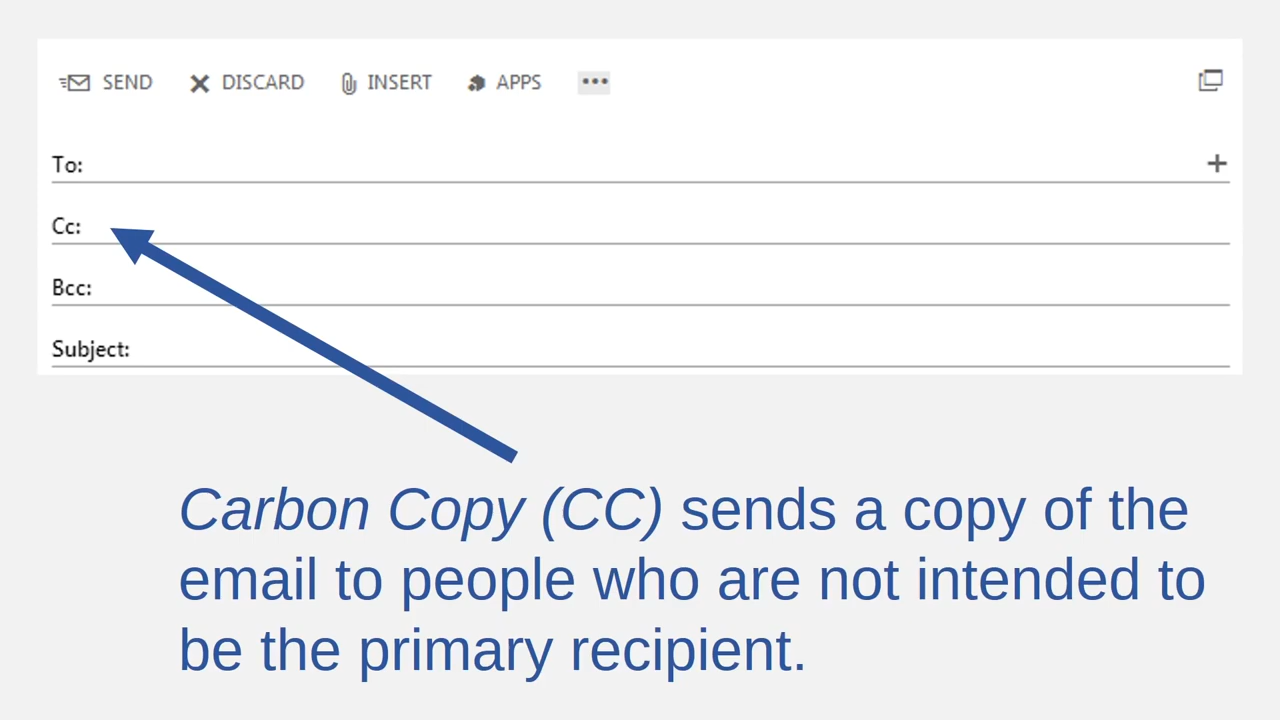 SEND DISCARD INSERT APPS •••
To:
Cc:
Bcc:
Subject:
Carbon Copy (CC) sends a copy of the
email to people who are not intended to
be the primary recipient.